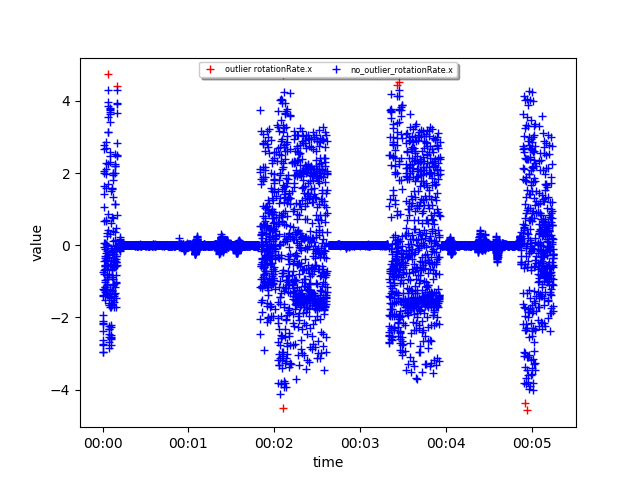 outlier rotationRate.x
no_outlier_rotationRate.x
4
2
0
−2
−4
value
00:00 00:01 00:02 00:03 00:04 00:05
time